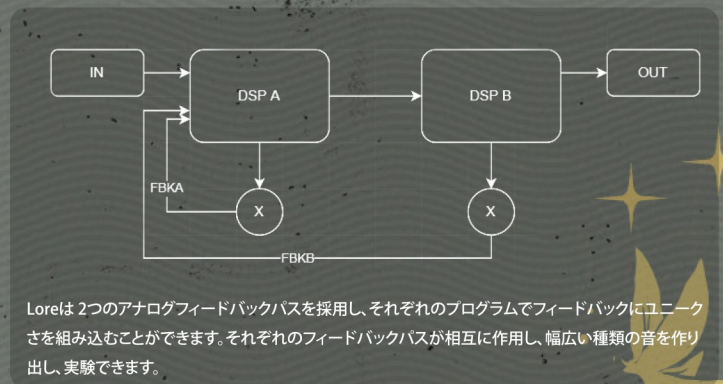 IN
DSP A
DSP B
OUT
FBKA
X
X
FBKB
Loreは 2つのアナログフィードバックパスを採用し、それぞれのプログラムでフィードバックにユニーク
さを組み込むことができます。それぞれのフィードバックパスが相互に作用し、幅広い種類の音を作り
出し、実験できます。